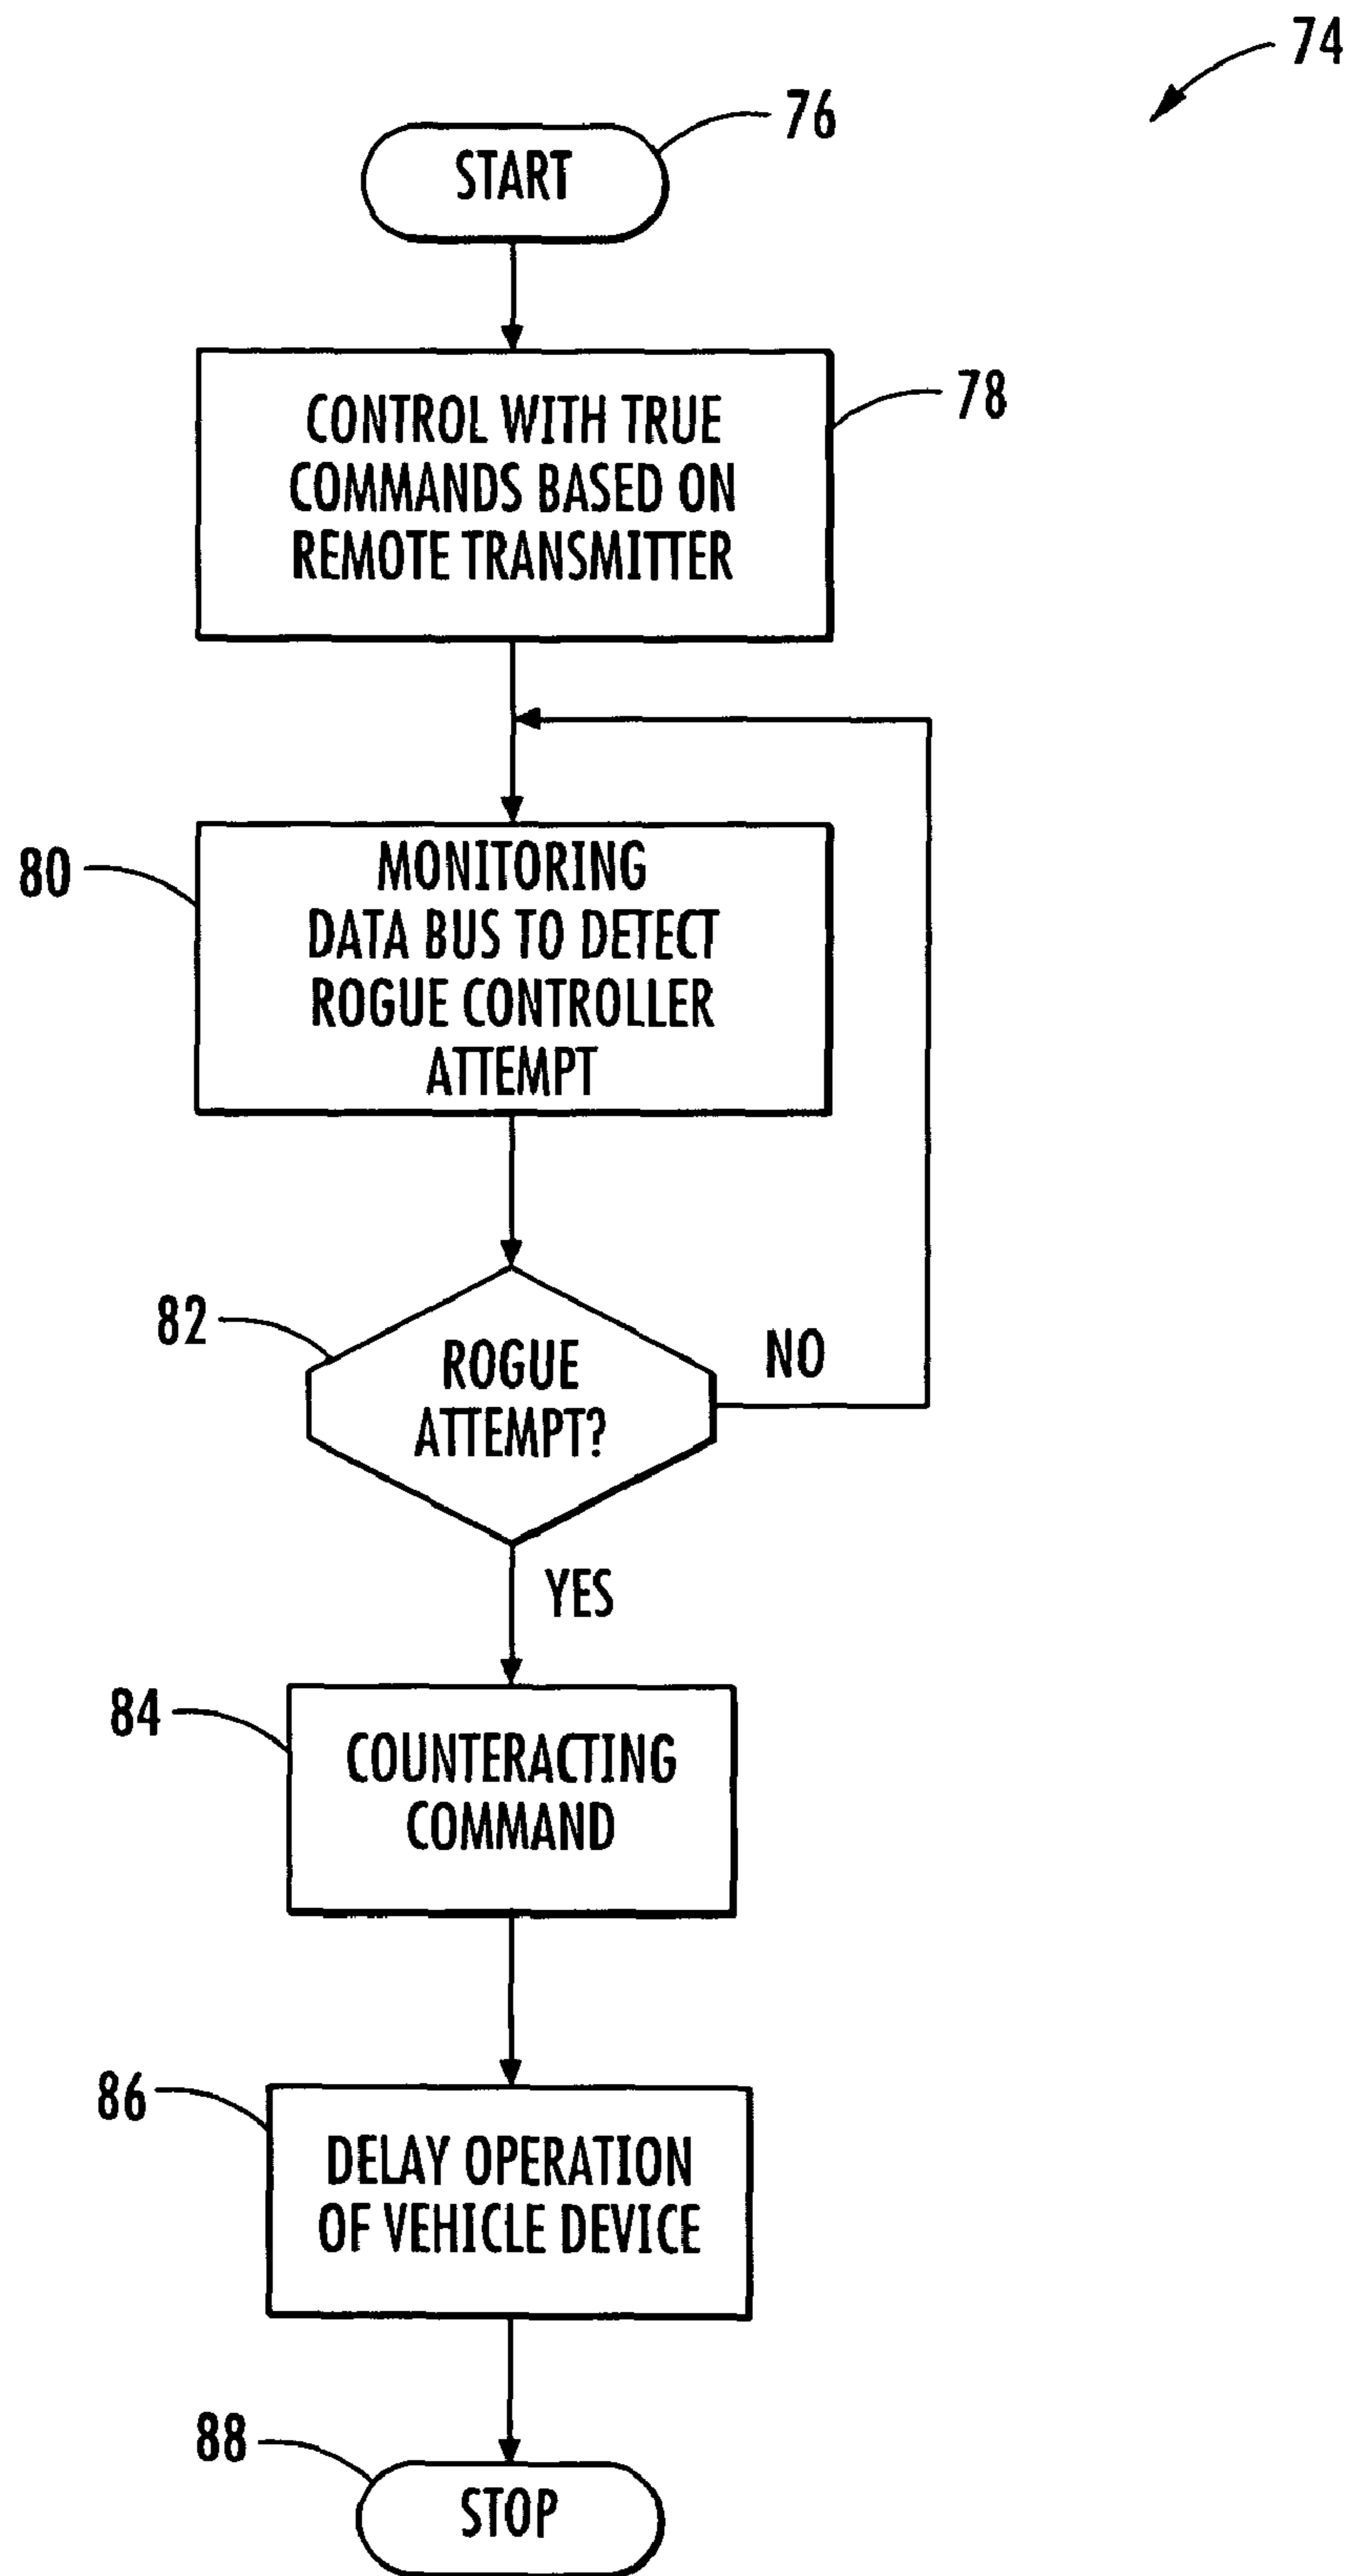 74
76
START
78
CONTROL WITH TRUE
COMMANDS BASED ON
REMOTE TRANSMITTER
80
MONITORING
DATA BUS TO DETECT
ROGUE CONTROLLER
ATTEMPT
82
ROGUE
ATTEMPT?
NO
YES
84
COUNTERACTING
COMMAND
86
DELAY OPERATION
OF VEHICLE DEVICE
88
STOP